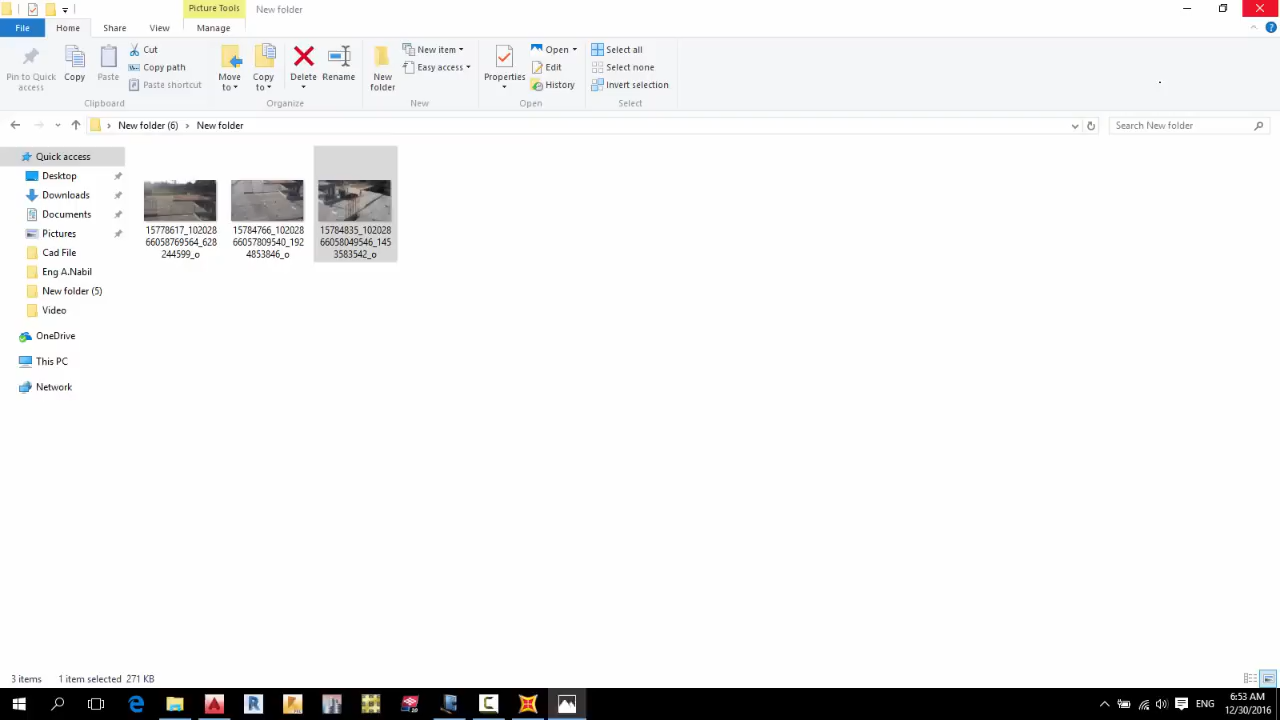 Picture Tools
New folder
File
Home
Share
View
Manage
Pin to Quick access
Copy
Paste
Cut
Copy path
Paste shortcut
Clipboard
Move to
Copy to
Delete
Rename
Organize
New folder
New item
Easy access
New
Properties
Open
Edit
History
Open
Select all
Select none
Invert selection
Select
New folder (6)
New folder
Search New folder
Quick access
Desktop
Downloads
Documents
Pictures
Cad File
Eng A.Nabil
New folder (5)
Video
OneDrive
This PC
Network
15778617_102028
66058769564_628
244599_o
15784766_102028
66057809540_192
4853846_o
15784835_102028
66058049546_145
3583542_o
3 items
1 item selected 271 KB
ENG
6:53 AM
12/30/2016